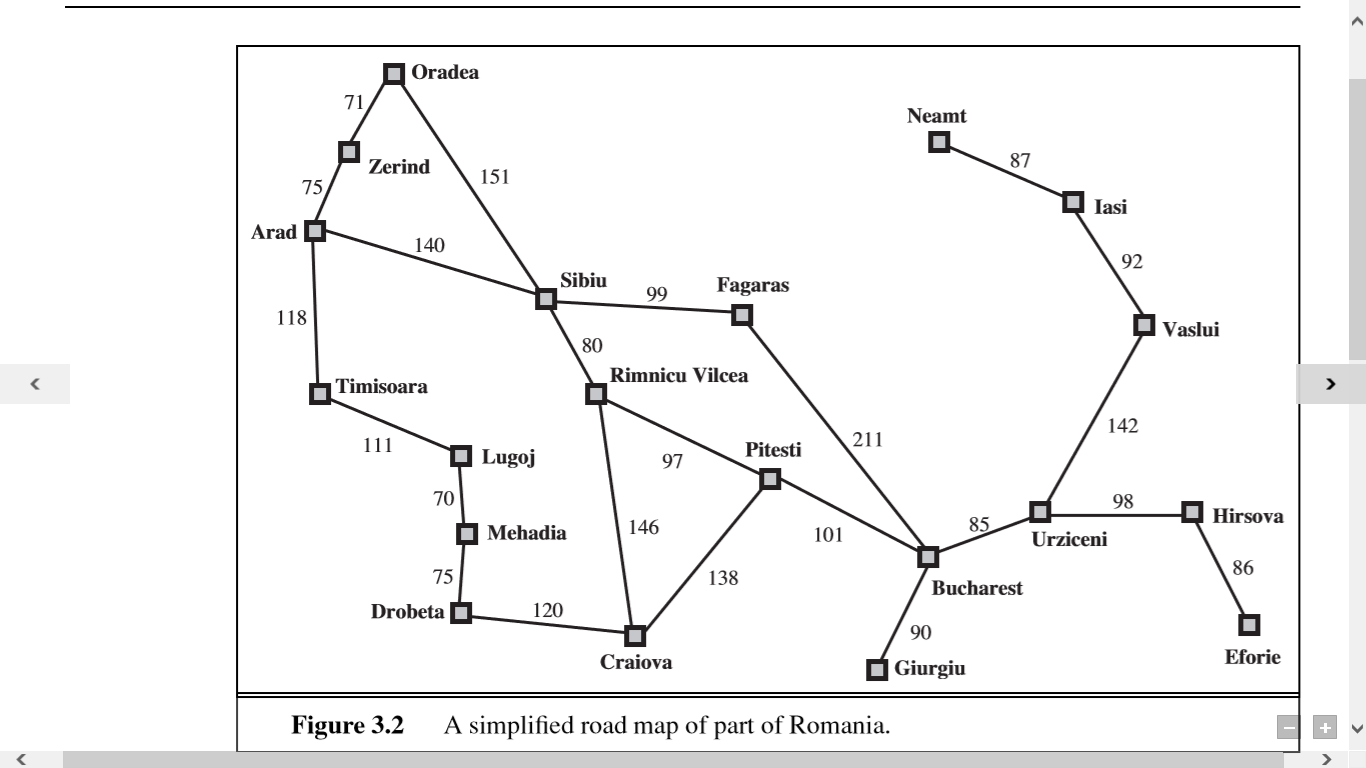 Oradea
71
Neamt
Zerind
87
151
75
Iasi
Arad
140
92
Sibiu
Fagaras
99
118
Vaslui
80
Rimnicu Vilcea
Timisoara
142
111
211
Pitesti
Lugoj
97
70
98
Hirsova
146
85
Mehadia
101
Urziceni
86
75
138
Bucharest
Drobeta
120
90
Eforie
Craiova
Giurgiu
Figure 3.2 A simplified road map of part of Romania.